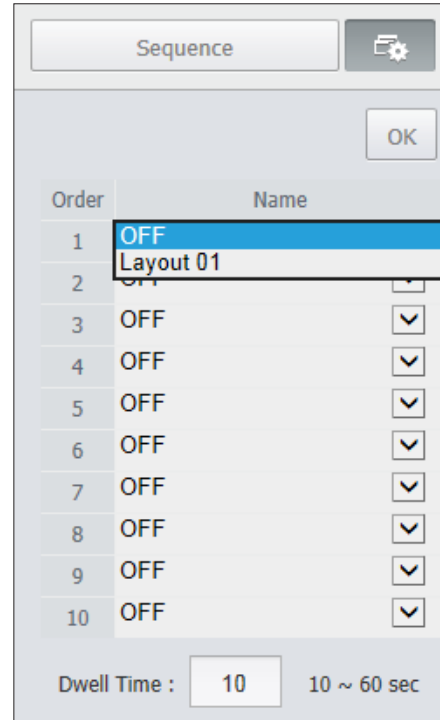 Sequence
OK
Order Name
1 OFF
Layout 01
2 OFF
3 OFF
4 OFF
5 OFF
6 OFF
7 OFF
8 OFF
9 OFF
10 OFF
Dwell Time : 10 10 ~ 60 sec